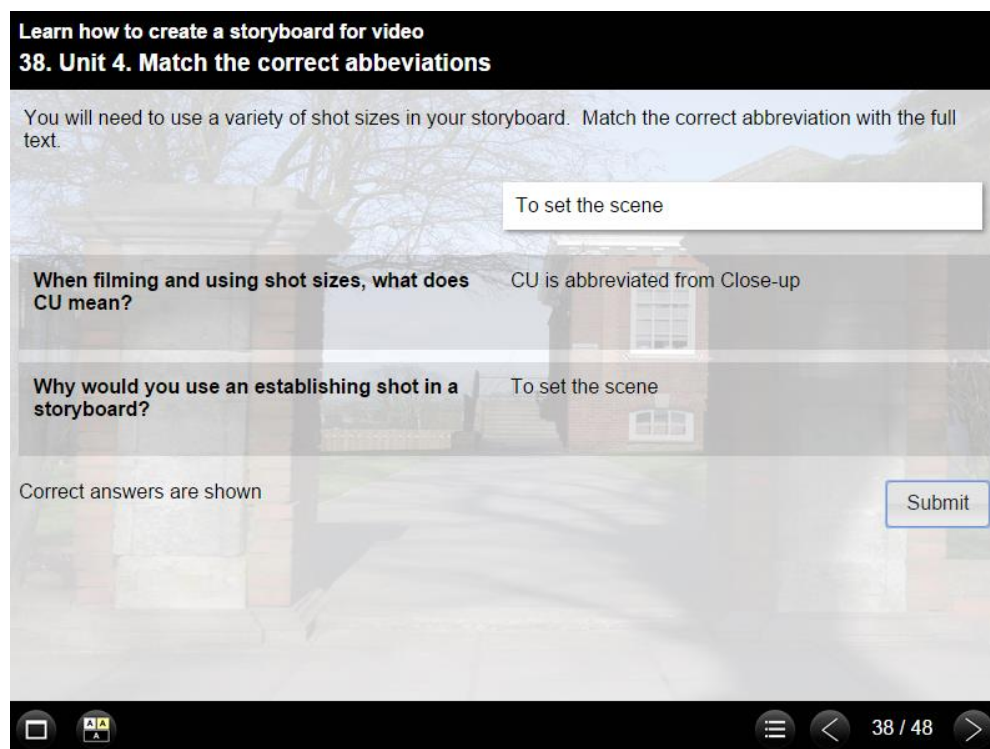 Learn how to create a storyboard for video
38. Unit 4. Match the correct abbeviations
You will need to use a variety of shot sizes in your storyboard.  Match the correct abbreviation with the full
text.
To set the scene
When filming and using shot sizes, what does
CU mean?
CU is abbreviated from Close-up
Why would you use an establishing shot in a
storyboard?
To set the scene
Correct answers are shown
Submit
A A
A
38 / 48